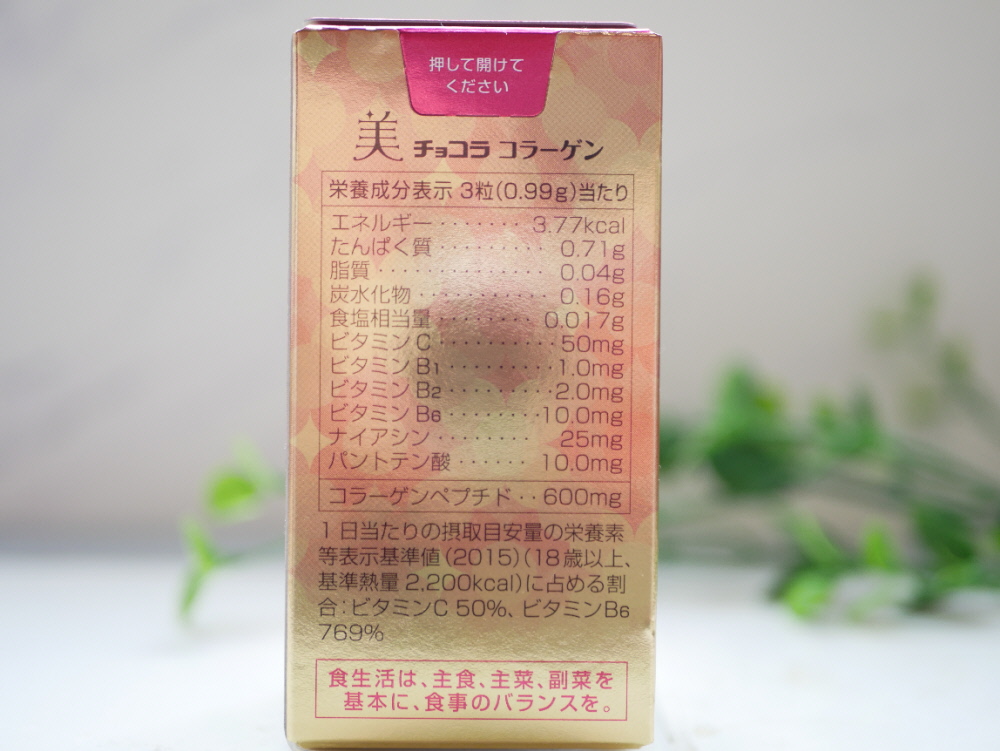 押して開けて
ください
美 チョコラ コラーゲン
栄養成分表示 3粒(0.99g)当たり
エネルギー・・・・・・・3.77kcal
たんぱく質・・・・・・・・0.71g
脂質・・・・・・・・・・・・0.04g
炭水化物・・・・・・・・・0.16g
食塩相当量・・・・・・・0.017g
ビタミンC・・・・・・・・・50mg
ビタミンB1・・・・・・・・1.0mg
ビタミンB2・・・・・・・・2.0mg
ビタミンB6・・・・・・・10.0mg
ナイアシン・・・・・・・ 25mg
パントテン酸・・・・・・10.0mg
コラーゲンペプチド・・600mg
1日当たりの摂取目安量の栄養素
等表示基準値(2015)(18歳以上、
基準熱量2,200kcal)に占める割
合:ビタミンC 50%、ビタミンB6
769%
食生活は、主食、主菜、副菜を
基本に、食事のバランスを。